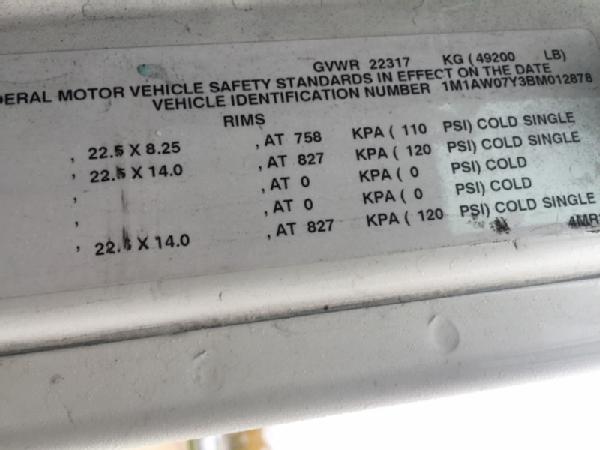 GVWR 22317 KG ( 49200 LB)
DERAL MOTOR VEHICLE SAFETY STANDARDS IN EFFECT ON THE DATE
VEHICLE IDENTIFICATION NUMBER 1M1AW07Y3BM012878
RIMS
, 22.5 X 8.25 , AT 758 KPA ( 110 PSI) COLD SINGLE
, 22.5 X 14.0 , AT 827 KPA ( 120 PSI) COLD SINGLE
, , AT 0 KPA ( 0 PSI) COLD
, , AT 0 KPA ( 0 PSI) COLD
, 22.5 X 14.0 , AT 827 KPA ( 120 PSI) COLD SINGLE
4MR